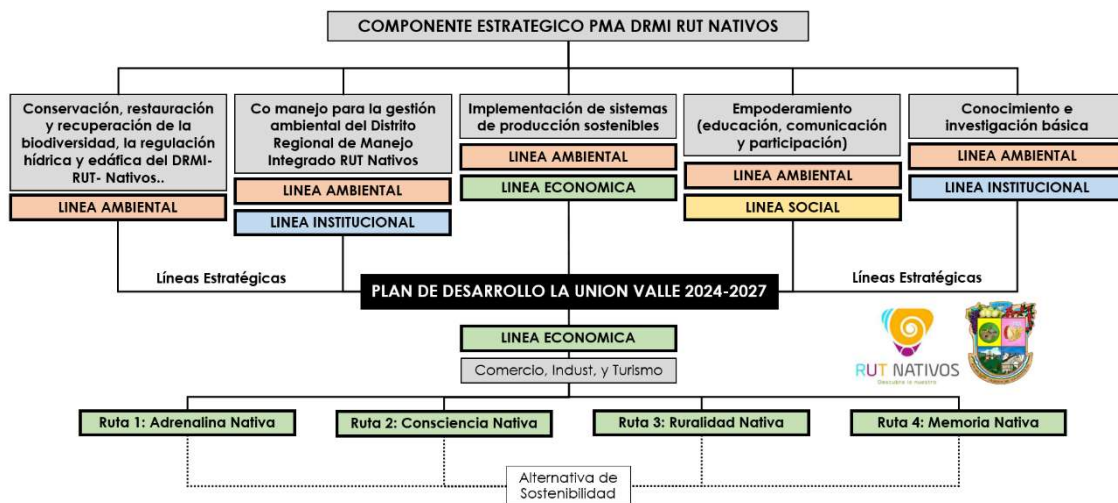 COMPONENTE ESTRATEGICO PMA DRMI RUT NATIVOS
Conservación, restauración
y recuperación de la
biodiversidad, la regulación
hídrica y edáfica del DRMI-
RUT- Nativos..
LINEA AMBIENTAL
Co manejo para la gestión
ambiental del Distrito
Regional de Manejo
Integrado RUT Nativos
LINEA AMBIENTAL
LINEA INSTITUCIONAL
Implementación de sistemas
de producción sostenibles
LINEA AMBIENTAL
LINEA ECONOMICA
Empoderamiento
(educación, comunicación
y participación)
LINEA AMBIENTAL
LINEA SOCIAL
Conocimiento e
investigación básica
LINEA AMBIENTAL
LINEA INSTITUCIONAL
Líneas Estratégicas
Líneas Estratégicas
PLAN DE DESARROLLO LA UNION VALLE 2024-2027
LINEA ECONOMICA
Comercio, Indust, y Turismo
RUT NATIVOS
Descubre lo nuestro
Ruta 1: Adrenalina Nativa
Ruta 2: Consciencia Nativa
Ruta 3: Ruralidad Nativa
Ruta 4: Memoria Nativa
Alternativa de
Sostenibilidad